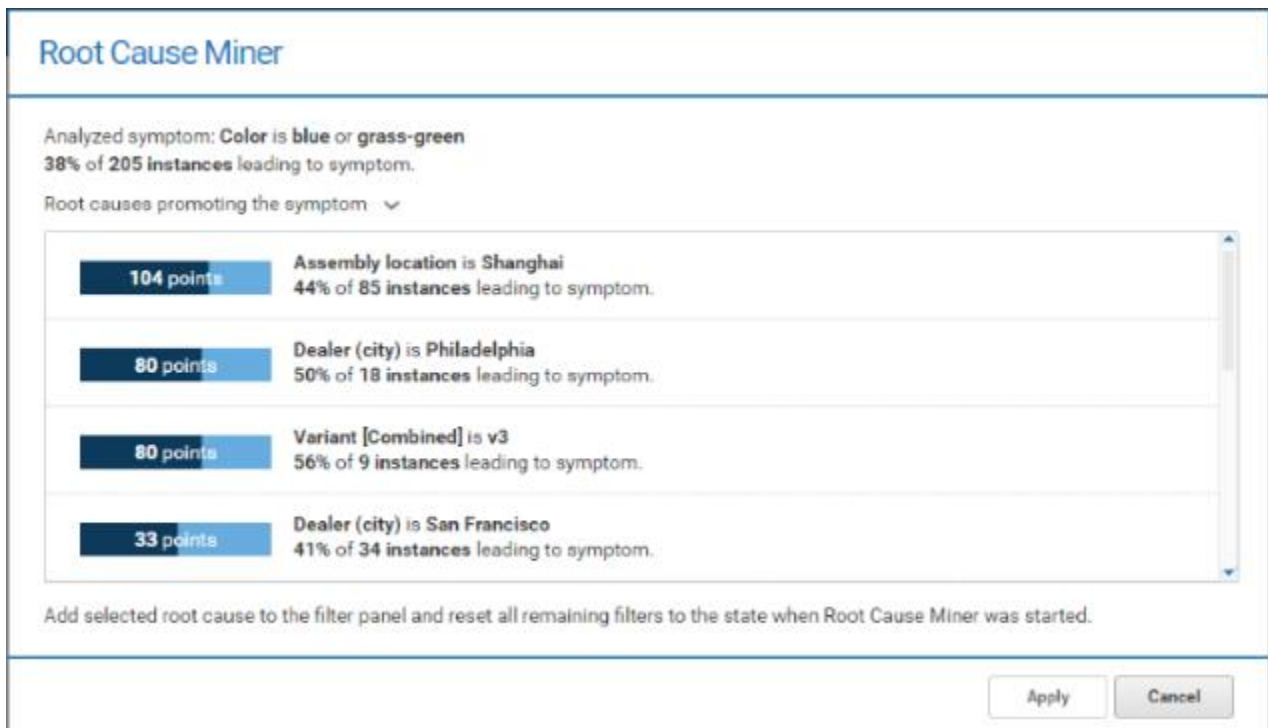 Root Cause Miner
Analyzed symptom: Color is blue or grass-green
38% of 205 instances leading to symptom.
Root causes promoting the symptom
104 points
Assembly location is Shanghai
44% of 85 instances leading to symptom.
80 points
Dealer (city) is Philadelphia
50% of 18 instances leading to symptom.
80 points
Variant [Combined] is v3
56% of 9 instances leading to symptom.
33 points
Dealer (city) is San Francisco
41% of 34 instances leading to symptom.
Add selected root cause to the filter panel and reset all remaining filters to the state when Root Cause Miner was started.
Apply
Cancel